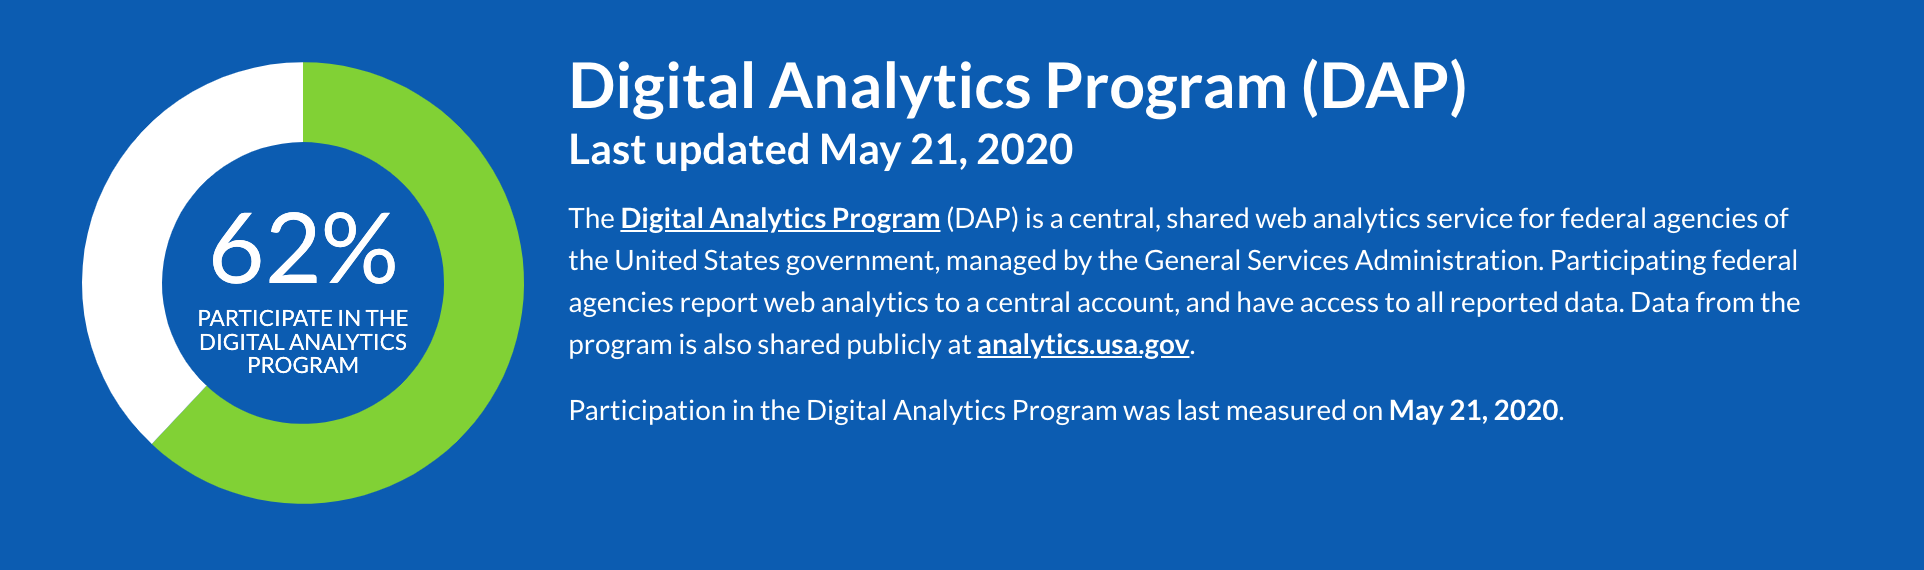 62%
PARTICIPATE IN THE
DIGITAL ANALYTICS
PROGRAM
Digital Analytics Program (DAP)
Last updated May 21, 2020
The Digital Analytics Program (DAP) is a central, shared web analytics service for federal agencies of
the United States government, managed by the General Services Administration. Participating federal
agencies report web analytics to a central account, and have access to all reported data. Data from the
program is also shared publicly at analytics.usa.gov.
Participation in the Digital Analytics Program was last measured on May 21, 2020.